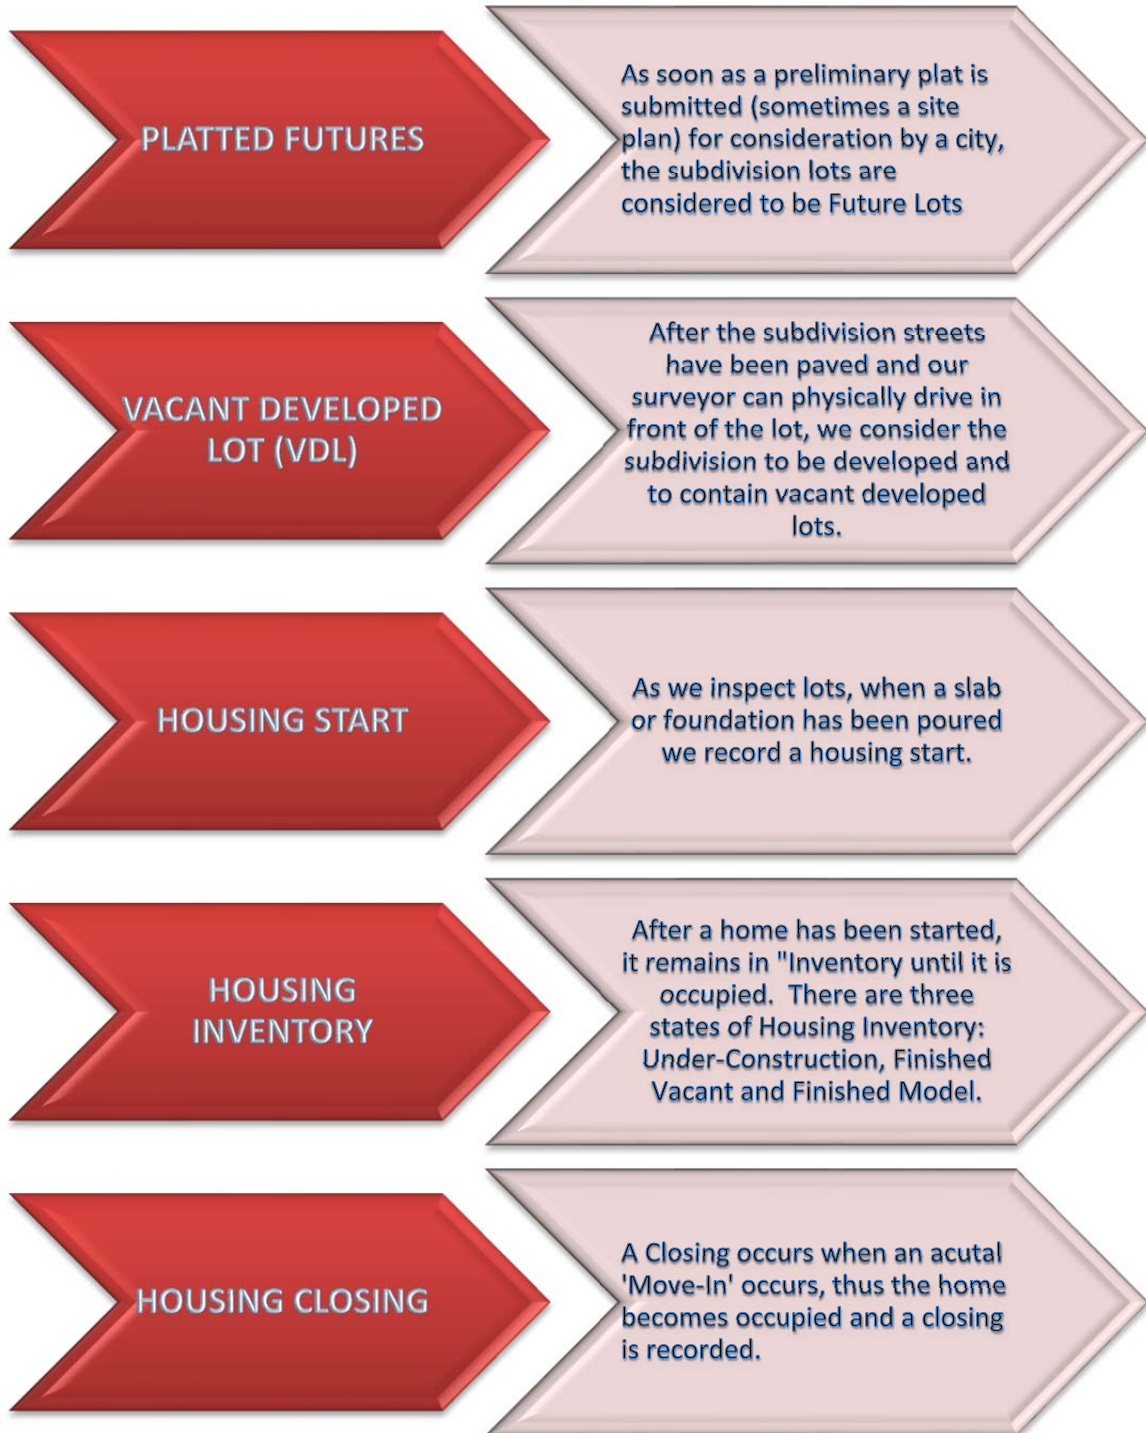 PLATTED FUTURES
As soon as a preliminary plat is
submitted (sometimes a site
plan) for consideration by a city,
the subdivision lots are
considered to be Future Lots
VACANT DEVELOPED
LOT (VDL)
After the subdivision streets
have been paved and our
surveyor can physically drive in
front of the lot, we consider the
subdivision to be developed and
to contain vacant developed
lots.
HOUSING START
As we inspect lots, when a slab
or foundation has been poured
we record a housing start.
HOUSING
INVENTORY
After a home has been started,
it remains in "Inventory until it is
occupied.  There are three
states of Housing Inventory:
Under-Construction, Finished
Vacant and Finished Model.
HOUSING CLOSING
A Closing occurs when an acutal
'Move-In' occurs, thus the home
becomes occupied and a closing
is recorded.